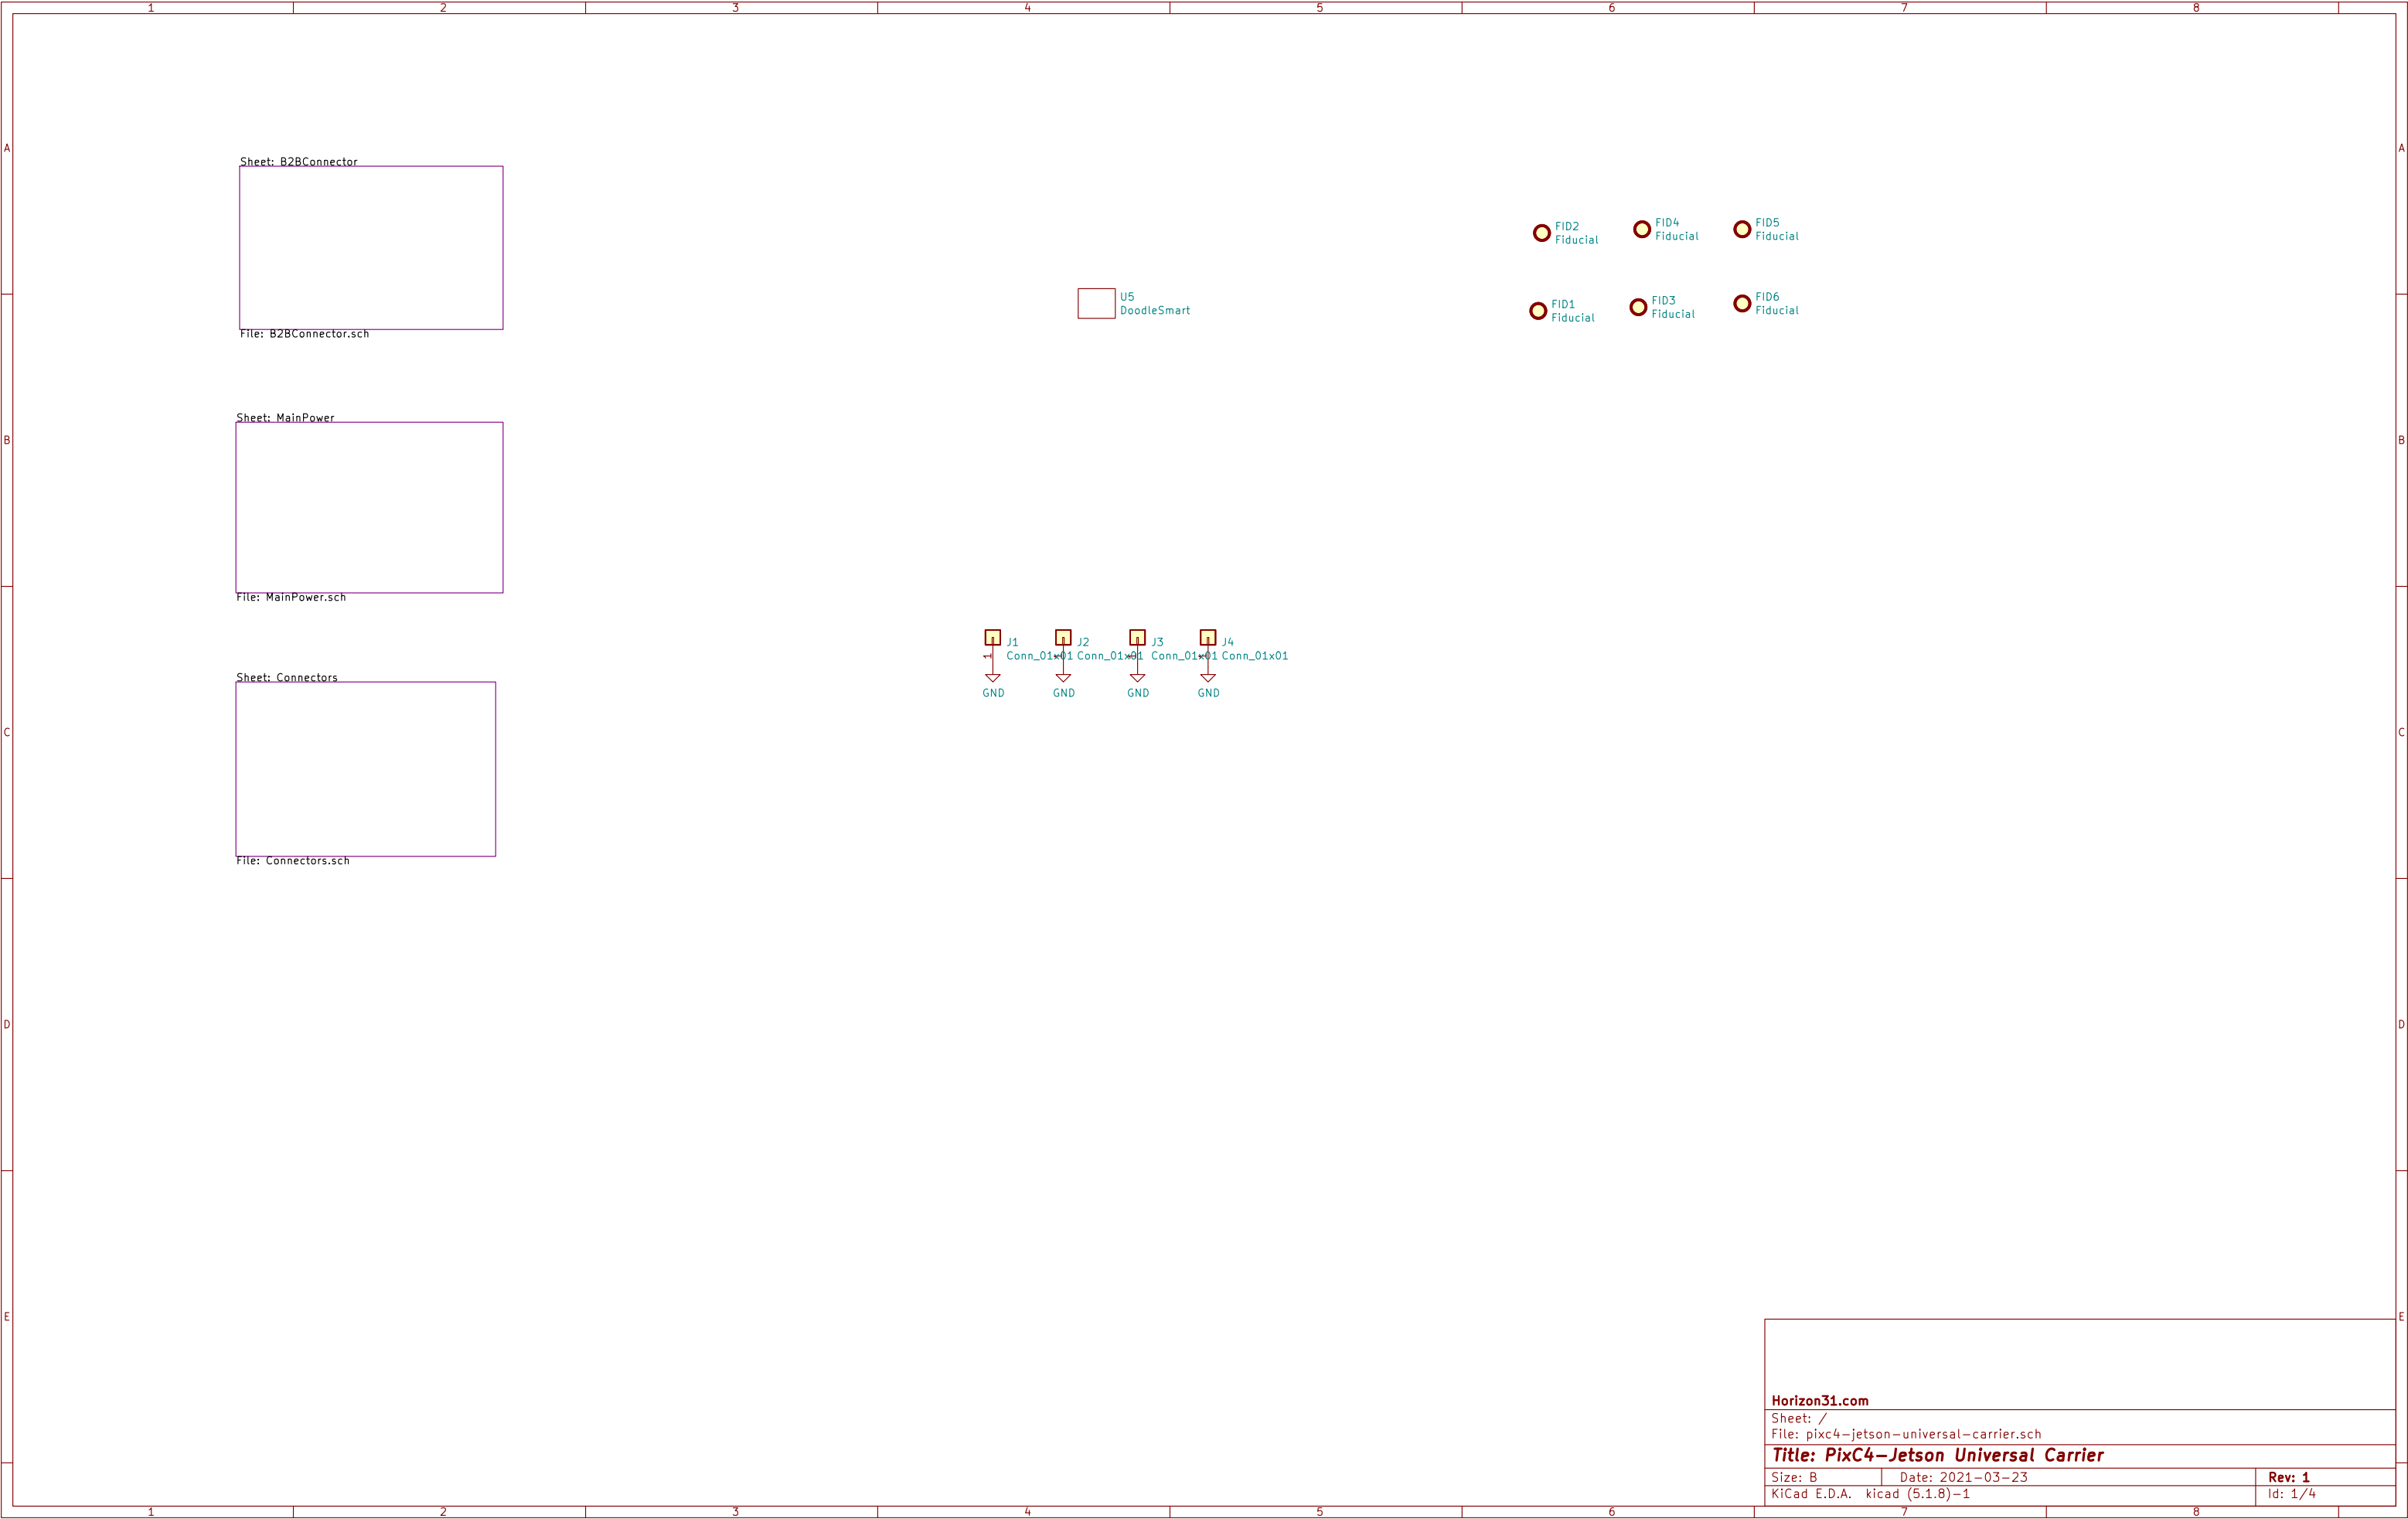 1 2 3 4 5 6 7 8
A A
Sheet: B2BConnector
File: B2BConnector.sch
FID2
Fiducial
FID4
Fiducial
FID5
Fiducial
U5
DoodleSmart
FID1
Fiducial
FID3
Fiducial
FID6
Fiducial
B B
Sheet: MainPower
File: MainPower.sch
J1
Conn_01x01
1
GND
J2
Conn_01x01
1
GND
J3
Conn_01x01
1
GND
J4
Conn_01x01
1
GND
Sheet: Connectors
File: Connectors.sch
C C
D D
E E
Horizon31.com
Sheet: /
File: pixc4-jetson-universal-carrier.sch
Title: PixC4-Jetson Universal Carrier
Size: B Date: 2021-03-23 Rev: 1
KiCad E.D.A. kicad (5.1.8)-1 Id: 1/4
1 2 3 4 5 6 7 8